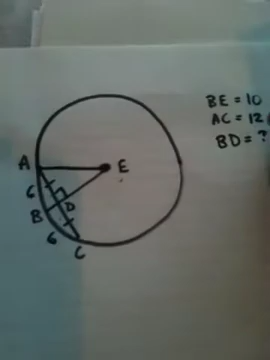 BE = 10
AC = 12
BD = ?
A
E
6
D
B
6
C